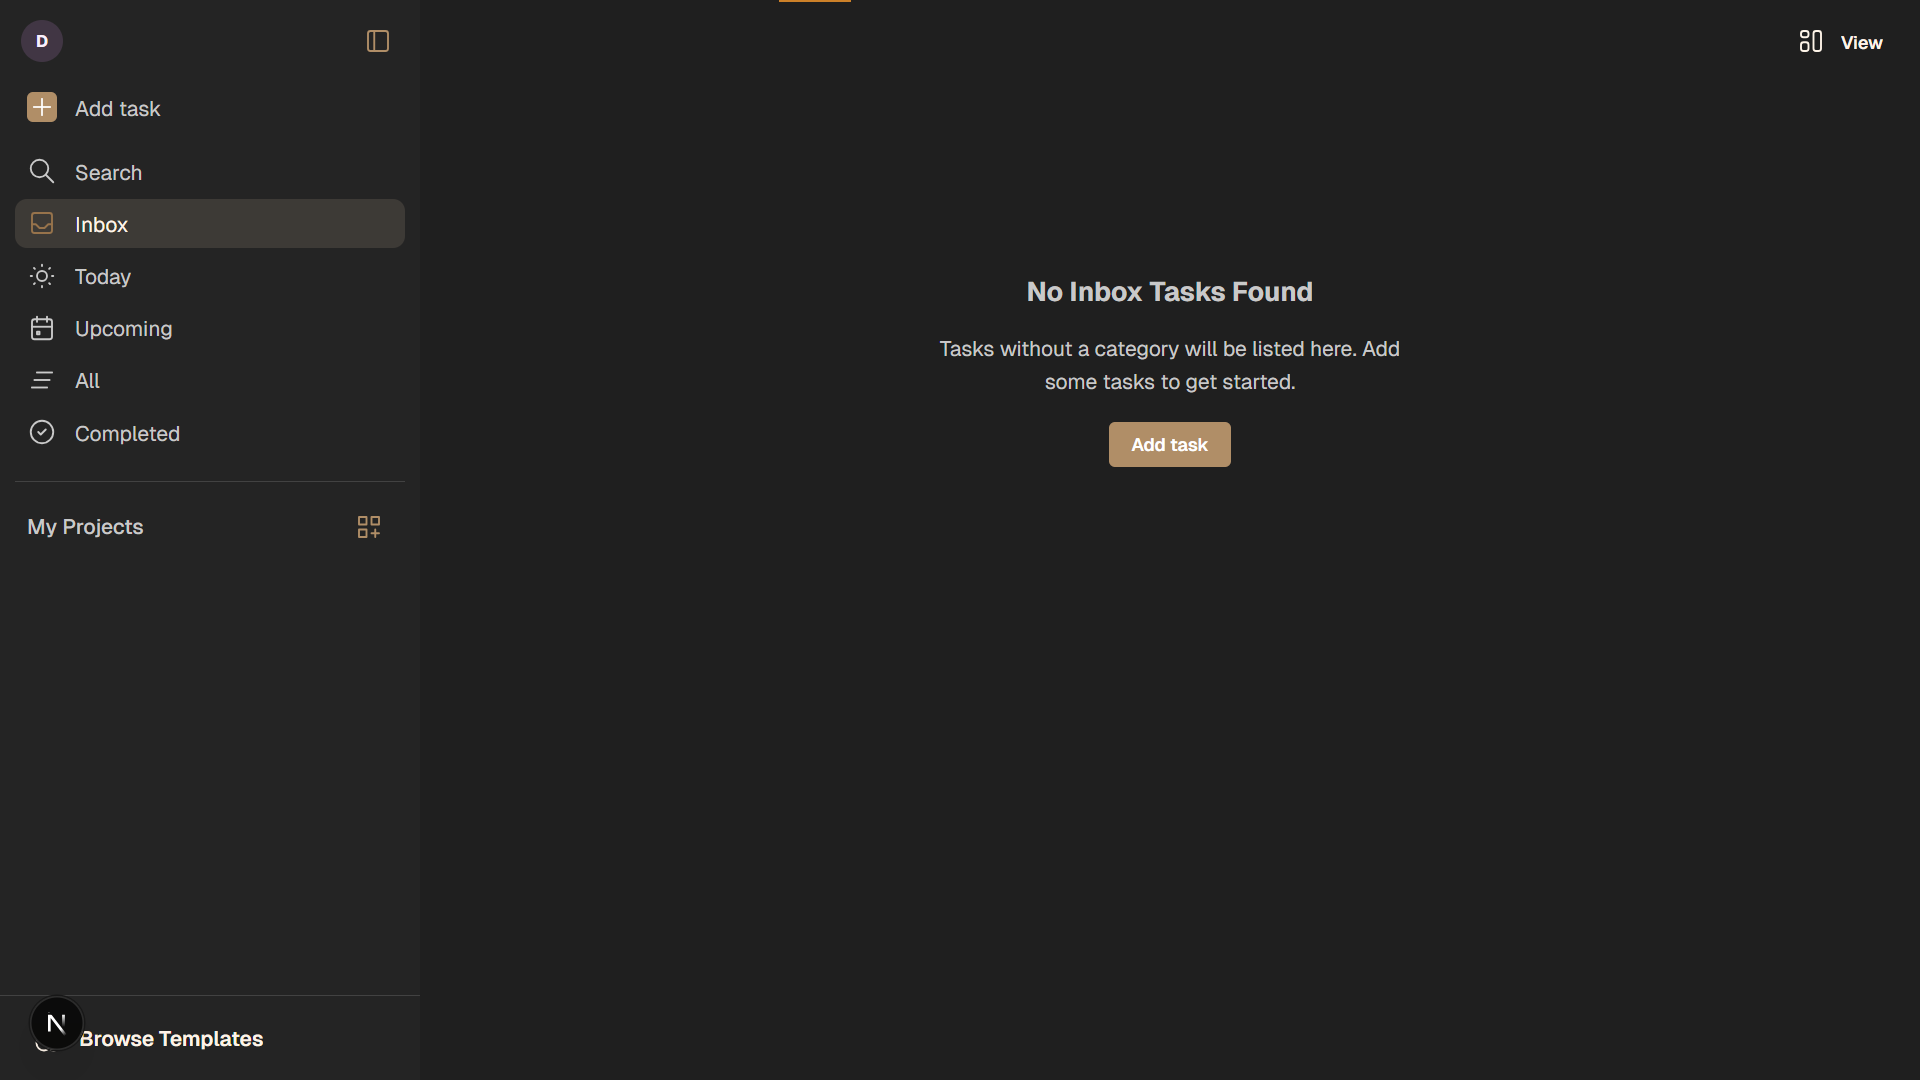 D
View
Add task
Search
Inbox
Today
Upcoming
All
Completed
My Projects
No Inbox Tasks Found
Tasks without a category will be listed here. Add
some tasks to get started.
Add task
N
Browse Templates